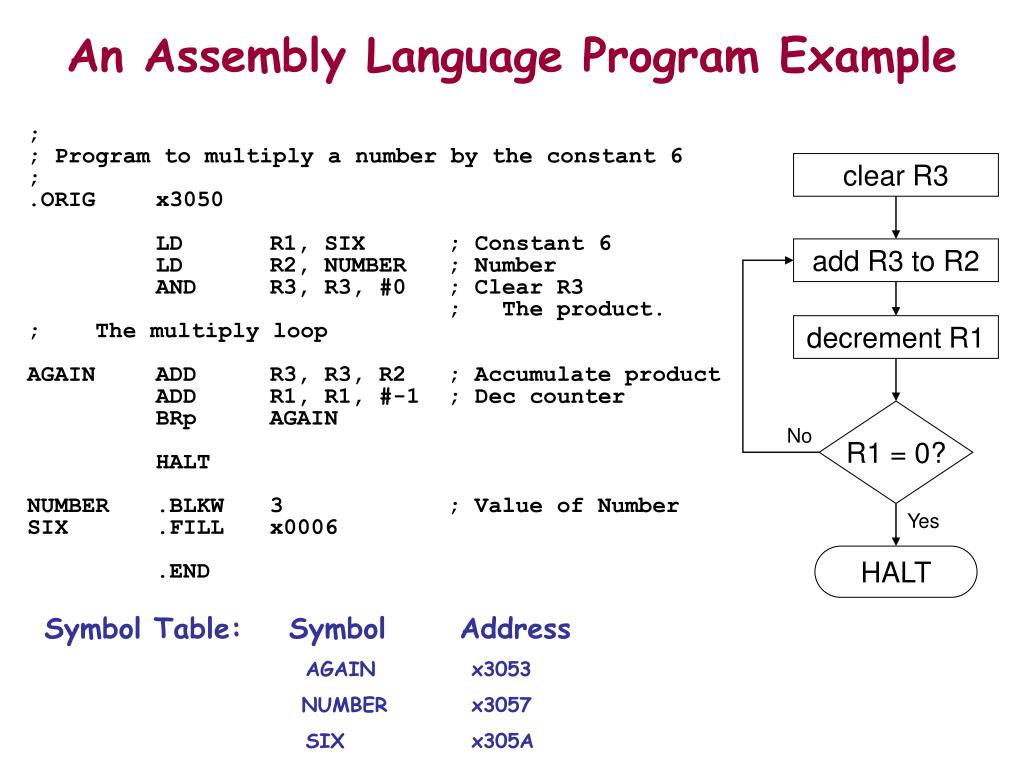 An Assembly Language Program Example
;
; Program to multiply a number by the constant 6
;
.ORIG x3050
LD R1, SIX ; Constant 6
LD R2, NUMBER ; Number
AND R3, R3, #0 ; Clear R3
; The product.
; The multiply loop
AGAIN ADD R3, R3, R2 ; Accumulate product
ADD R1, R1, #-1 ; Dec counter
BRp AGAIN
HALT
NUMBER .BLKW 3 ; Value of Number
SIX .FILL x0006
.END
clear R3
add R3 to R2
decrement R1
R1 = 0?
No
Yes
HALT
Symbol Table: Symbol Address
AGAIN x3053
NUMBER x3057
SIX x305A